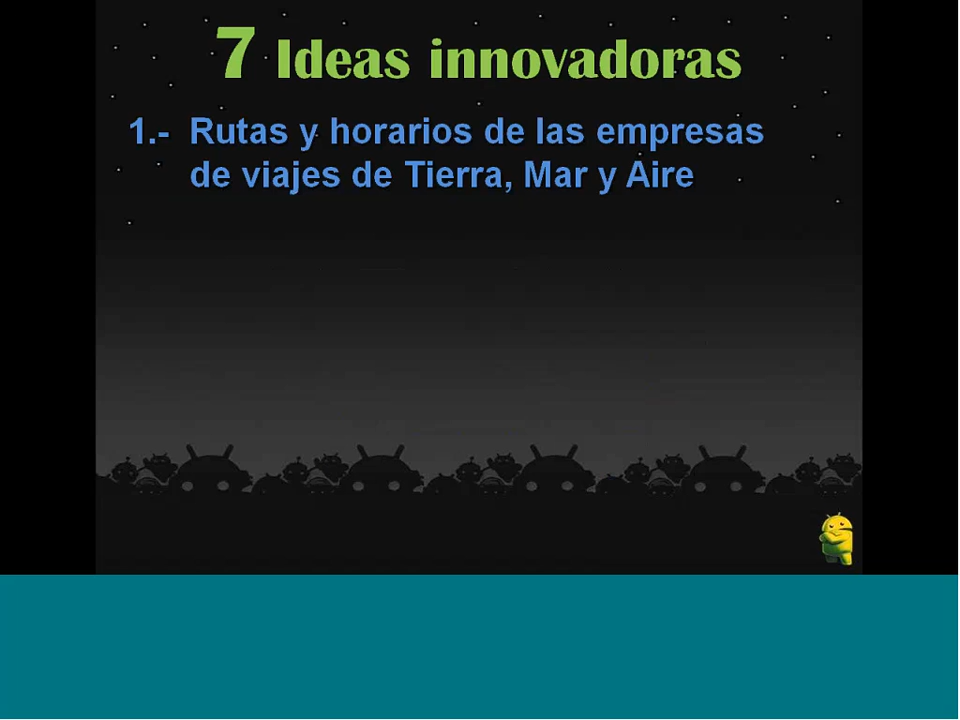 7 Ideas innovadoras
1.- Rutas y horarios de las empresas
de viajes de Tierra, Mar y Aire